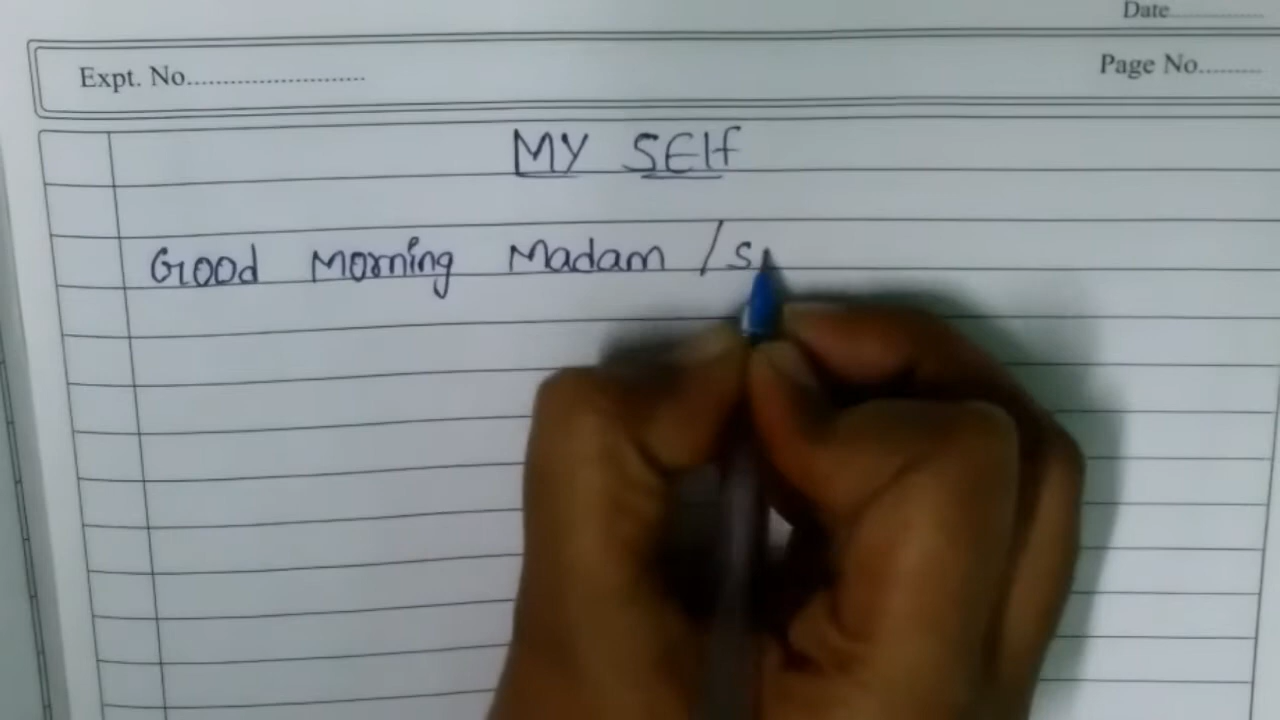 Date..............
Expt. No.........................
Page No.........
MY SElf
Good Morning Madam / s